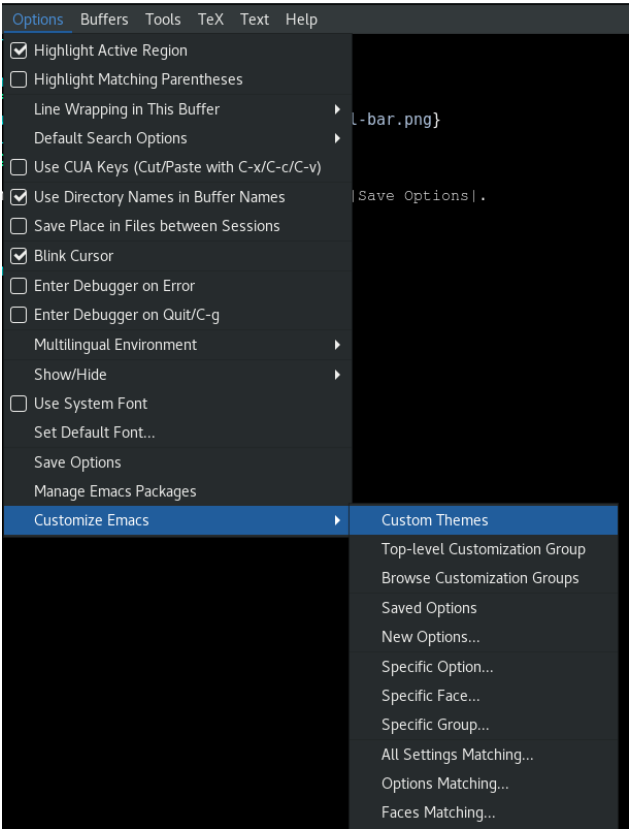 Options Buffers Tools TeX Text Help
Highlight Active Region
Highlight Matching Parentheses
Line Wrapping in This Buffer
l-bar.png}
Default Search Options
Use CUA Keys (Cut/Paste with C-x/C-c/C-v)
Use Directory Names in Buffer Names
|Save Options|.
Save Place in Files between Sessions
Blink Cursor
Enter Debugger on Error
Enter Debugger on Quit/C-g
Multilingual Environment
Show/Hide
Use System Font
Set Default Font...
Save Options
Manage Emacs Packages
Customize Emacs
Custom Themes
Top-level Customization Group
Browse Customization Groups
Saved Options
New Options...
Specific Option...
Specific Face...
Specific Group...
All Settings Matching...
Options Matching...
Faces Matching...